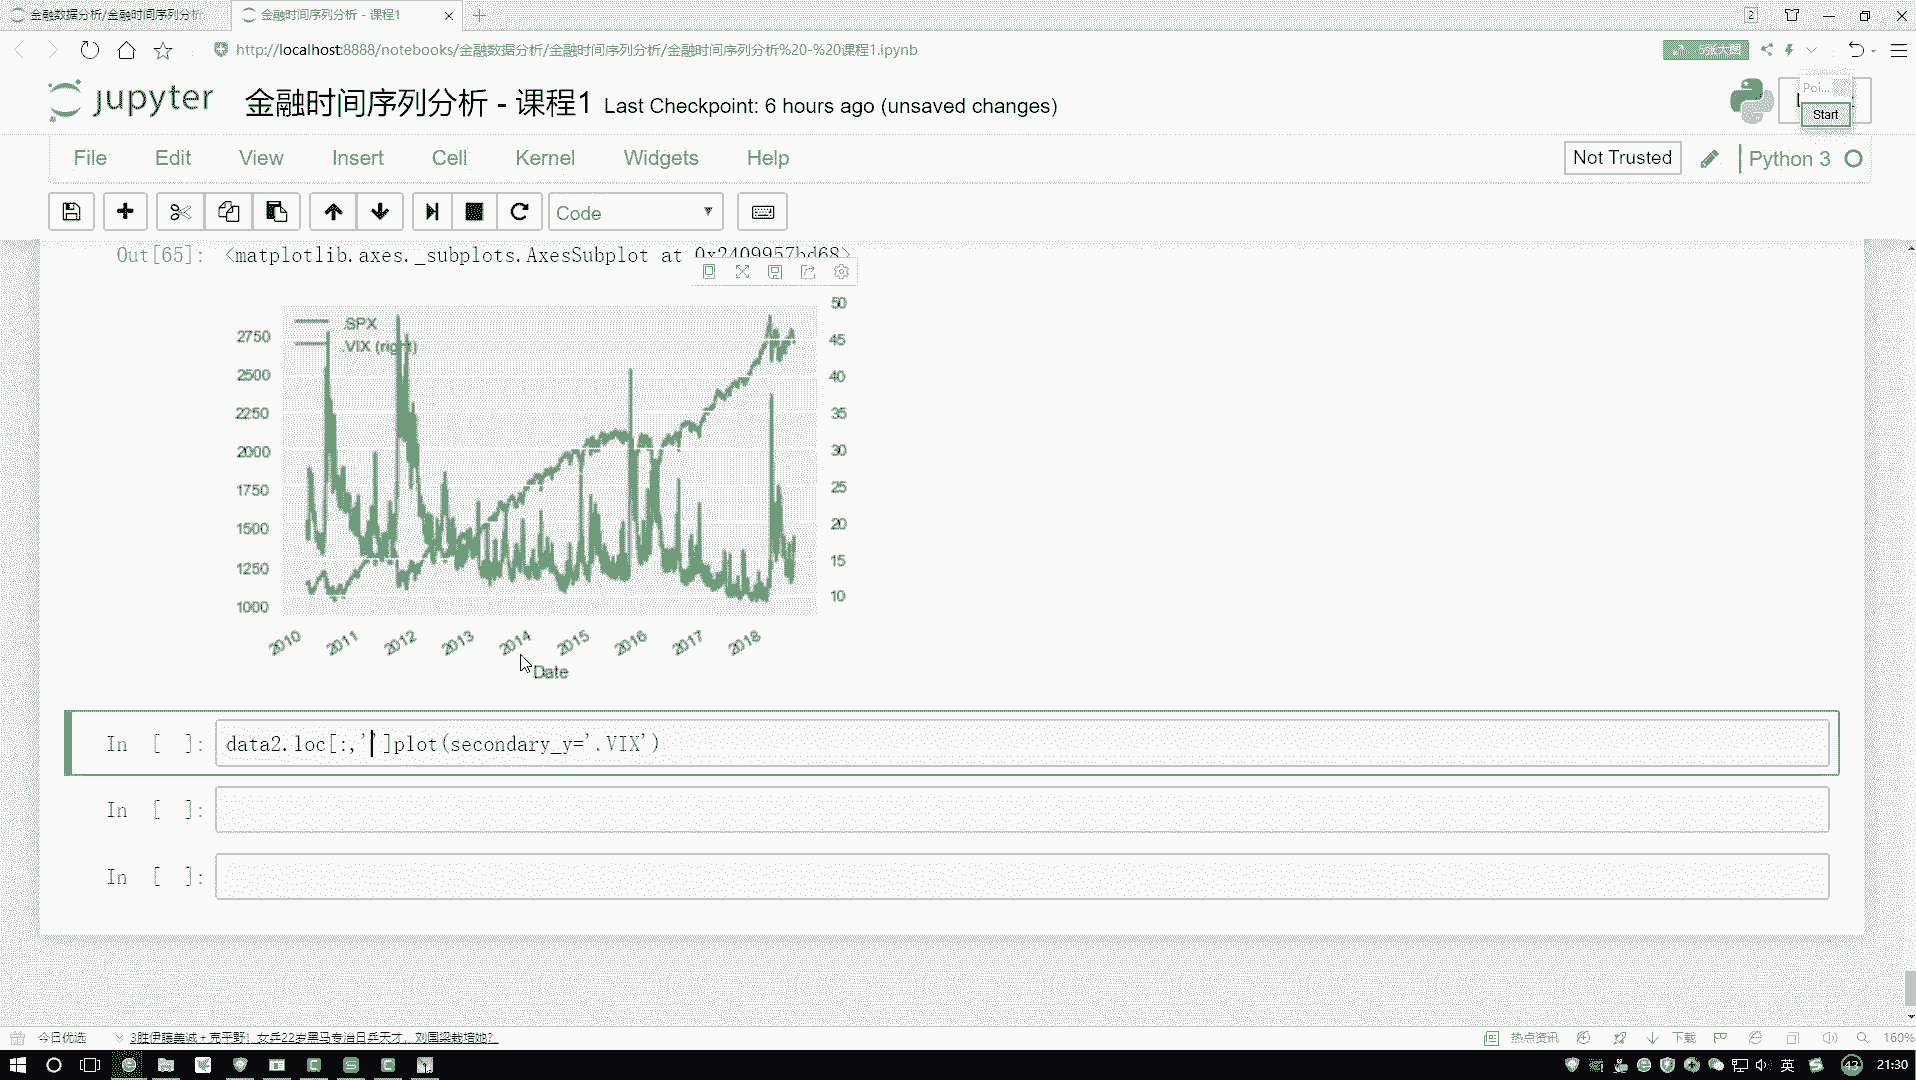 金融数据分析/金融时间序列分析
金融时间序列分析 - 课程1
2
http://localhost:8888/notebooks/金融数据分析/金融时间序列分析/金融时间序列分析%20-%20课程1.ipynb
5张大图
jupyter
金融时间序列分析 - 课程1
Last Checkpoint: 6 hours ago (unsaved changes)
Poi...
Start
File Edit View Insert Cell Kernel Widgets Help
Not Trusted
Python 3
Code
Out[65]: <matplotlib.axes._subplots.AxesSubplot at 0x2409957bd68>
.SPX
.VIX (right)
2750
2500
2250
2000
1750
1500
1250
1000
50
45
40
35
30
25
20
15
10
2010 2011 2012 2013 2014 2015 2016 2017 2018
Date
In [ ]: data2.loc[:,'']plot(secondary_y='.VIX')
In [ ]:
In [ ]:
今日优选
3胜伊藤美诚+克平野！女乒22岁黑马专治日乒天才，刘国梁栽培她?
热点资讯
下载
160%
英
43
21:30